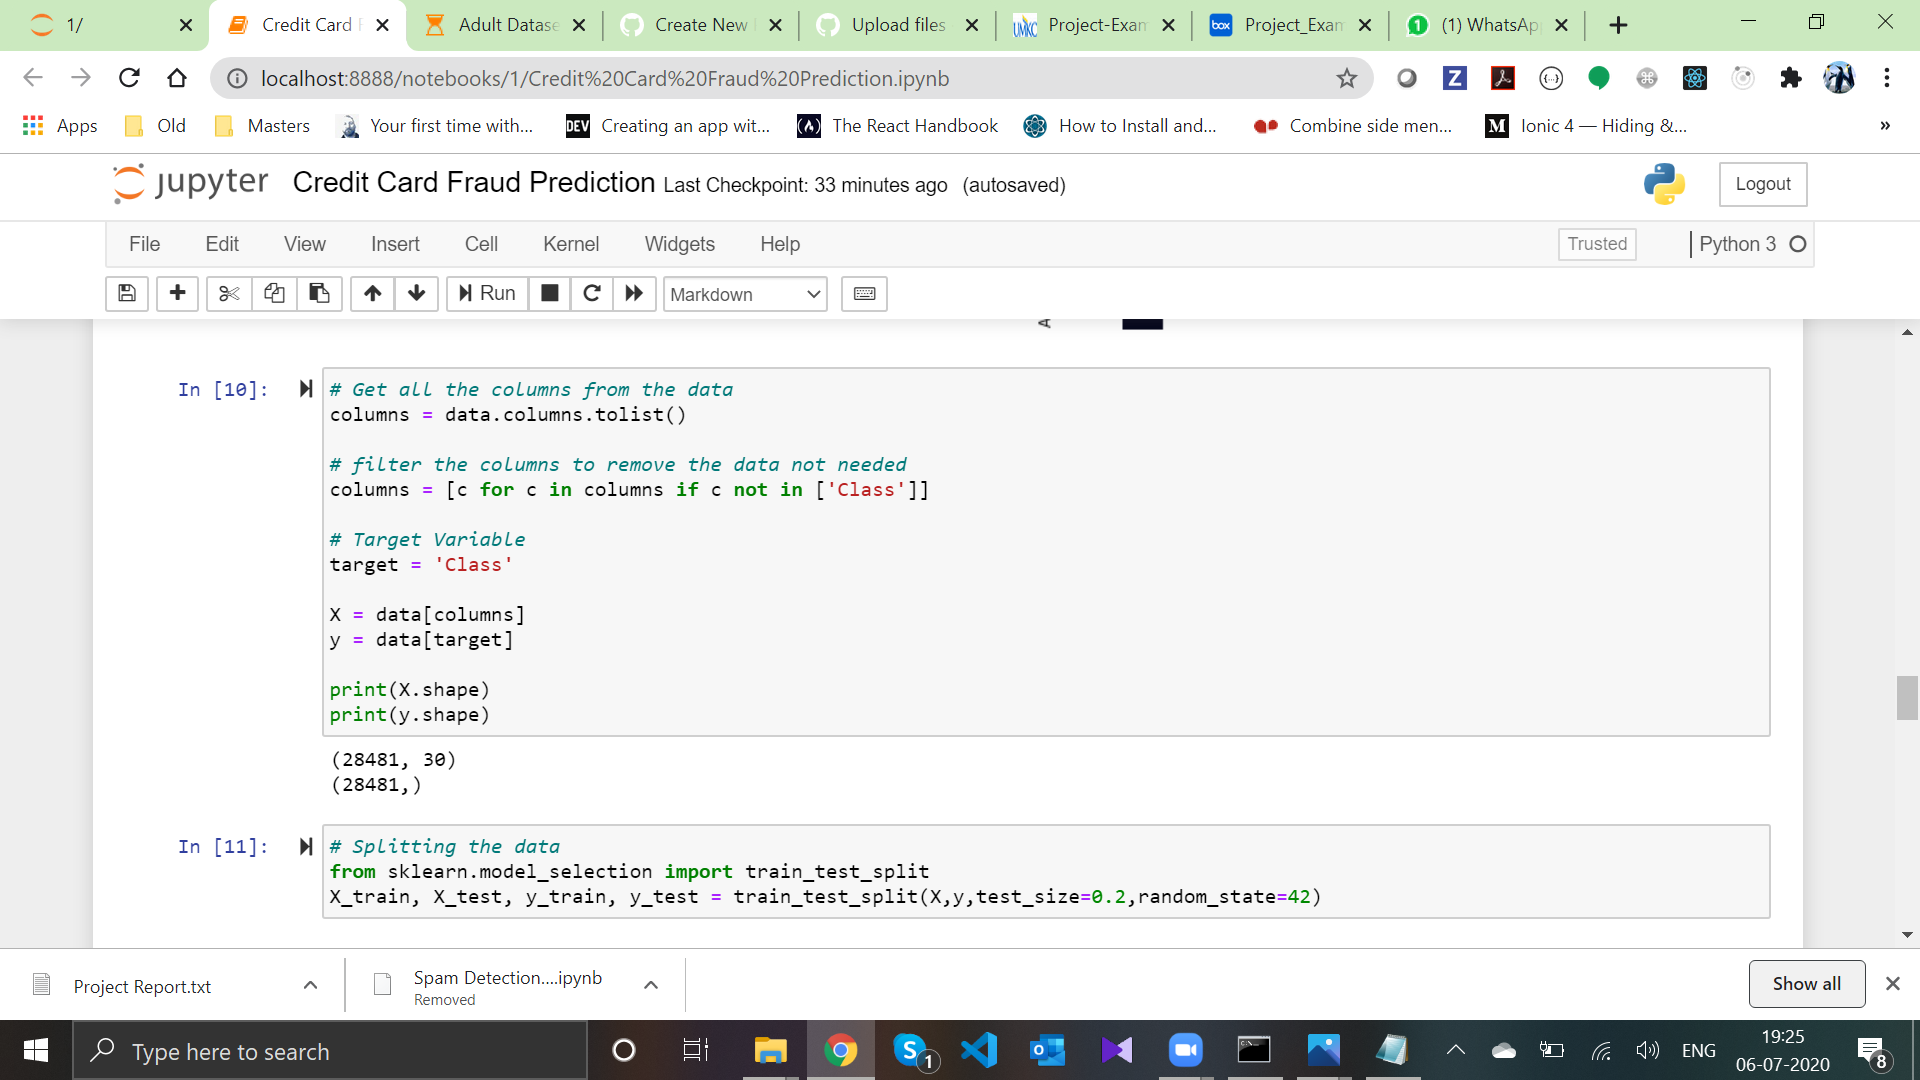 1/
Credit Card
Adult Datase
Create New
Upload files
UMKC
Project-Exam
box
Project_Exam
1
(1) WhatsAp
localhost:8888/notebooks/1/Credit%20Card%20Fraud%20Prediction.ipynb
Apps
Old
Masters
Your first time with...
DEV
Creating an app wit...
The React Handbook
How to Install and...
Combine side men...
Ionic 4 — Hiding &...
»
jupyter
Credit Card Fraud Prediction Last Checkpoint: 33 minutes ago (autosaved)
Logout
File
Edit
View
Insert
Cell
Kernel
Widgets
Help
Trusted
Python 3
Run
Markdown
A
In [10]:
# Get all the columns from the data
columns = data.columns.tolist()
# filter the columns to remove the data not needed
columns = [c for c in columns if c not in ['Class']]
# Target Variable
target = 'Class'
X = data[columns]
y = data[target]
print(X.shape)
print(y.shape)
(28481, 30)
(28481,)
In [11]:
# Splitting the data
from sklearn.model_selection import train_test_split
X_train, X_test, y_train, y_test = train_test_split(X,y,test_size=0.2,random_state=42)
Project Report.txt
Spam Detection....ipynb
Removed
Show all
Type here to search
1
ENG
19:25
06-07-2020
8